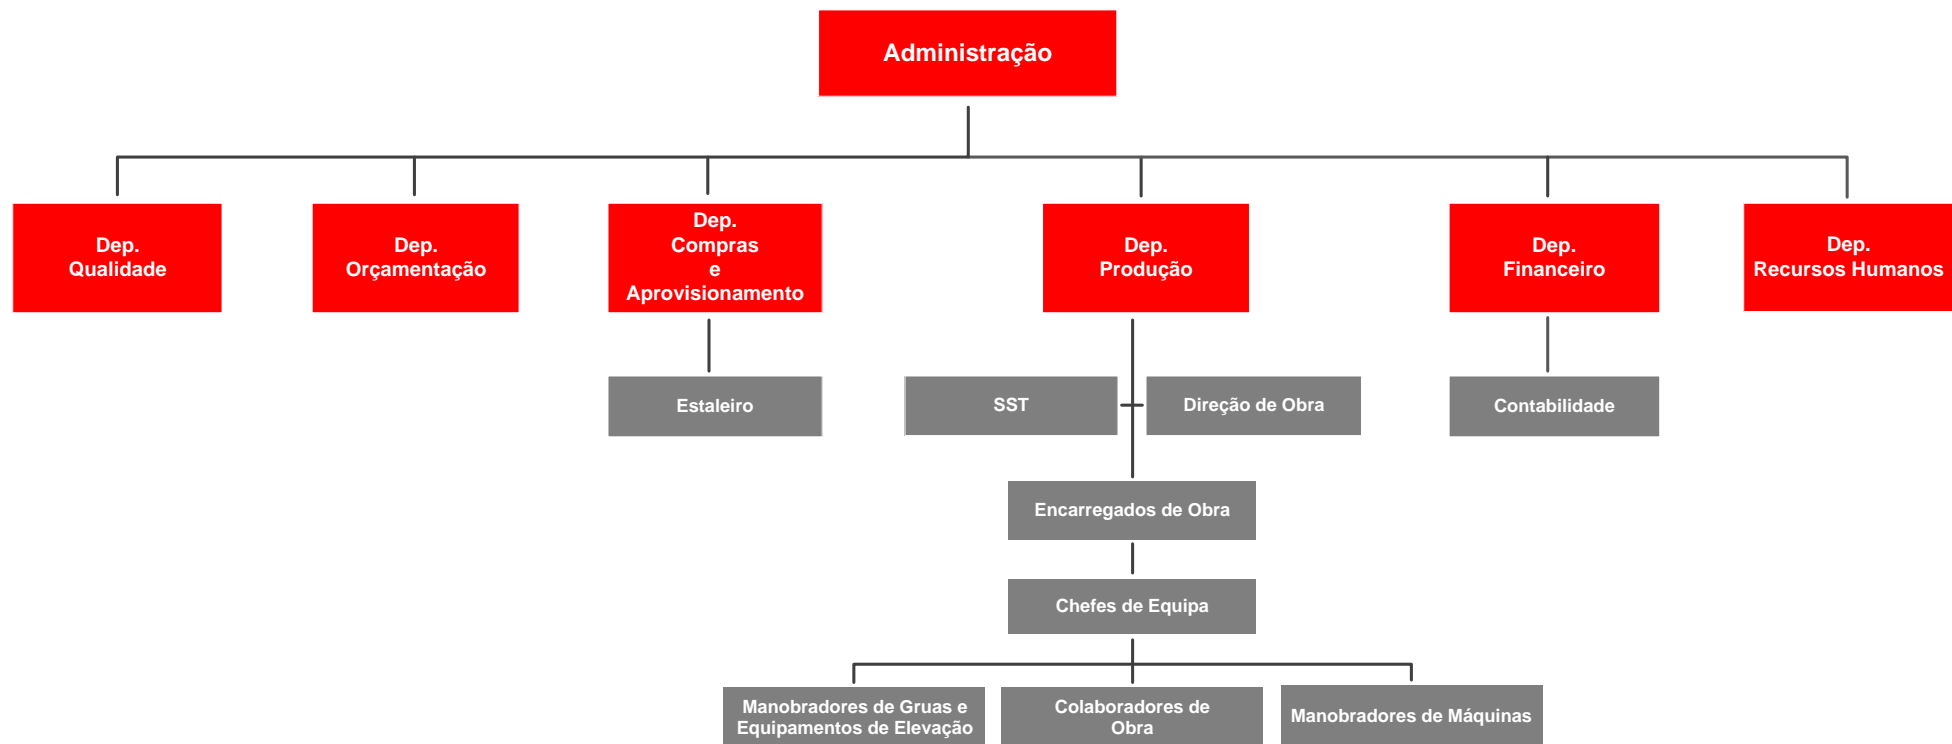 Administração
Dep.
Qualidade
Dep.
Orçamentação
Dep.
Compras
e
Aprovisionamento
Dep.
Produção
Dep.
Financeiro
Dep.
Recursos Humanos
Estaleiro
SST
Direção de Obra
Contabilidade
Encarregados de Obra
Chefes de Equipa
Manobradores de Gruas e
Equipamentos de Elevação
Colaboradores de
Obra
Manobradores de Máquinas